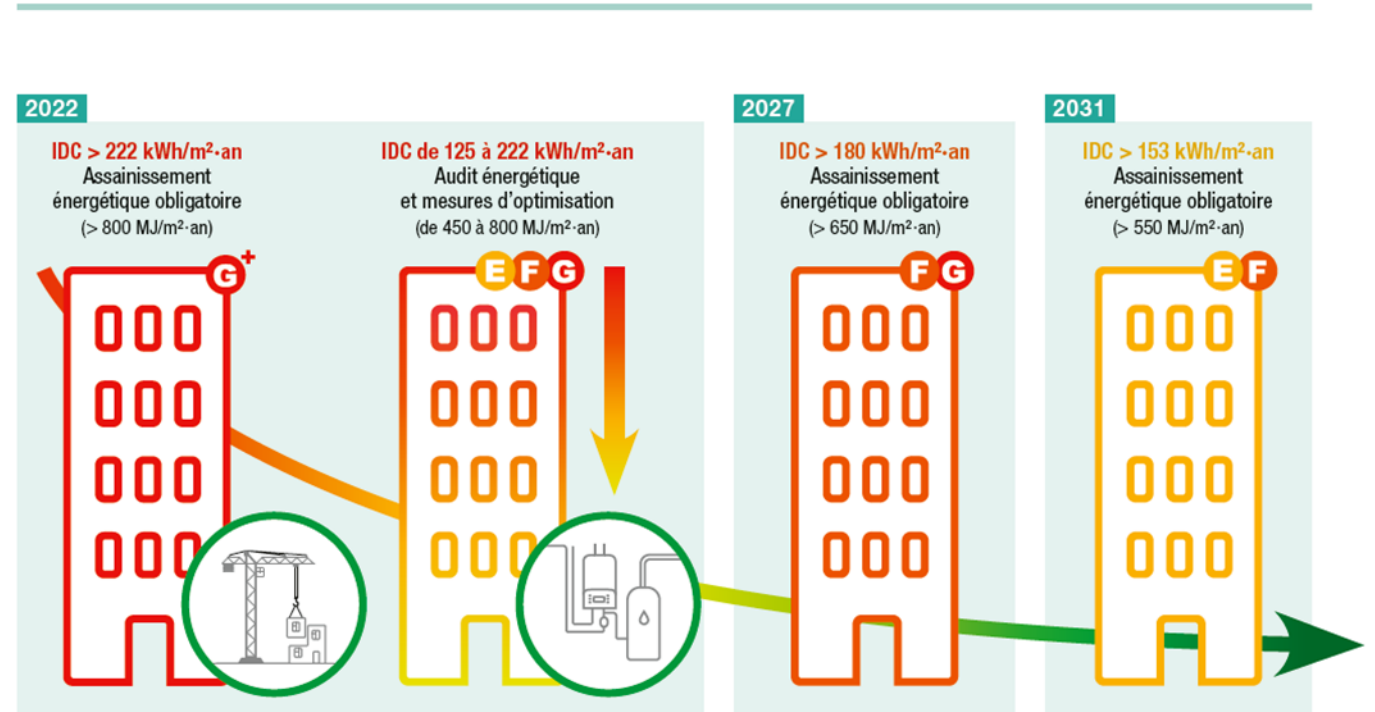 2022
IDC > 222 kWh/m²·an
Assainissement
énergétique obligatoire
(> 800 MJ/m²·an)
G+
IDC de 125 à 222 kWh/m²·an
Audit énergétique
et mesures d’optimisation
(de 450 à 800 MJ/m²·an)
E F G
2027
IDC > 180 kWh/m²·an
Assainissement
énergétique obligatoire
(> 650 MJ/m²·an)
F G
2031
IDC > 153 kWh/m²·an
Assainissement
énergétique obligatoire
(> 550 MJ/m²·an)
E F